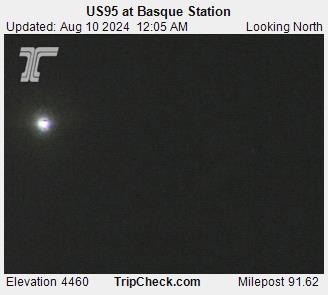 US95 at Basque Station
Updated: Aug 10 2024 12:05 AM Looking North
Elevation 4460 TripCheck.com Milepost 91.62